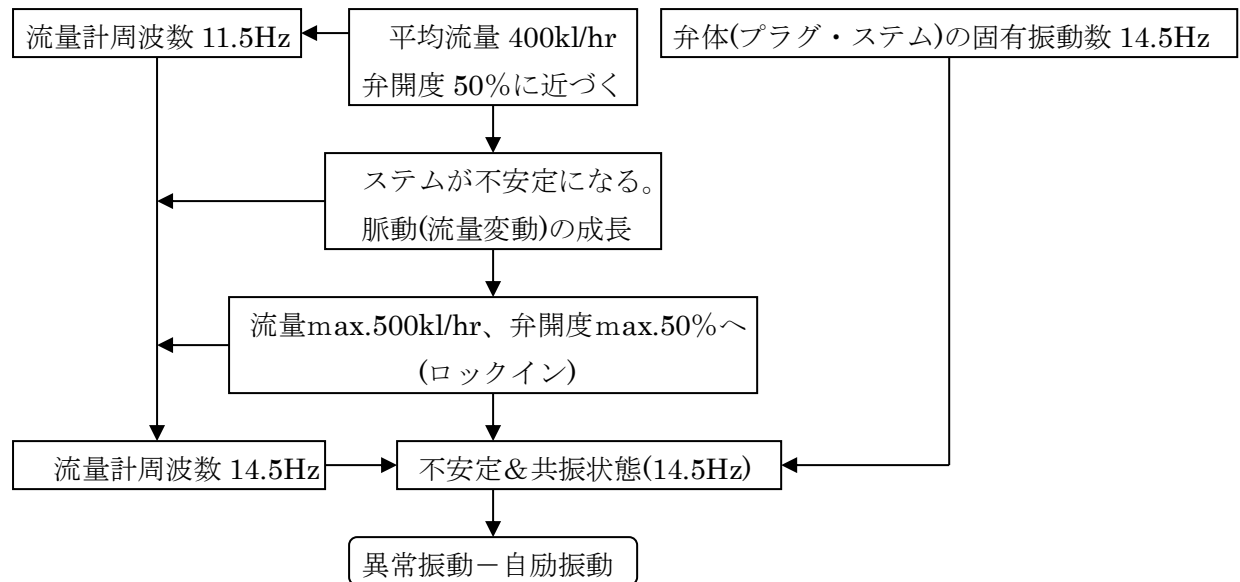 流量計周波数 11.5Hz
平均流量 400kl/hr
弁開度 50%に近づく
弁体(プラグ・ステム)の固有振動数 14.5Hz
ステムが不安定になる。
脈動(流量変動)の成長
流量max.500kl/hr、弁開度max.50%へ
(ロックイン)
流量計周波数 14.5Hz
不安定&共振状態(14.5Hz)
異常振動-自励振動